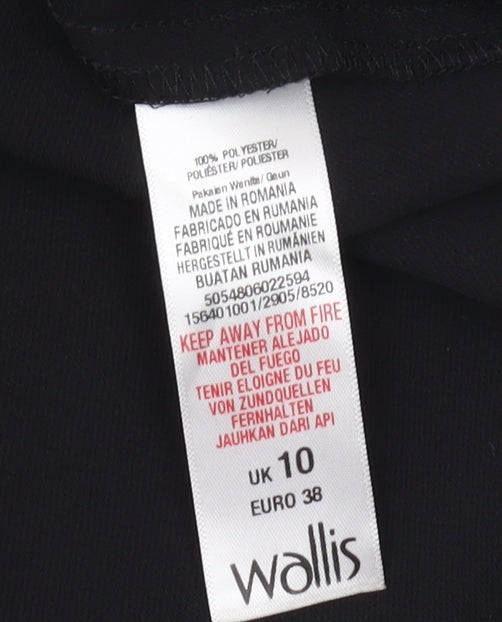 100% POLYESTER/
POLIÉSTER/ POLIESTER
Pakaian Wanita/ Gaun
MADE IN ROMANIA
FABRICADO EN RUMANIA
FABRIQUÉ EN ROUMANIE
HERGESTELLT IN RUMÄNIEN
BUATAN RUMANIA
5054806022594
156401001/2905/8520
KEEP AWAY FROM FIRE
MANTENER ALEJADO
DEL FUEGO
TENIR ELOIGNE DU FEU
VON ZUNDQUELLEN
FERNHALTEN
JAUHKAN DARI API
UK 10
EURO 38
wallis